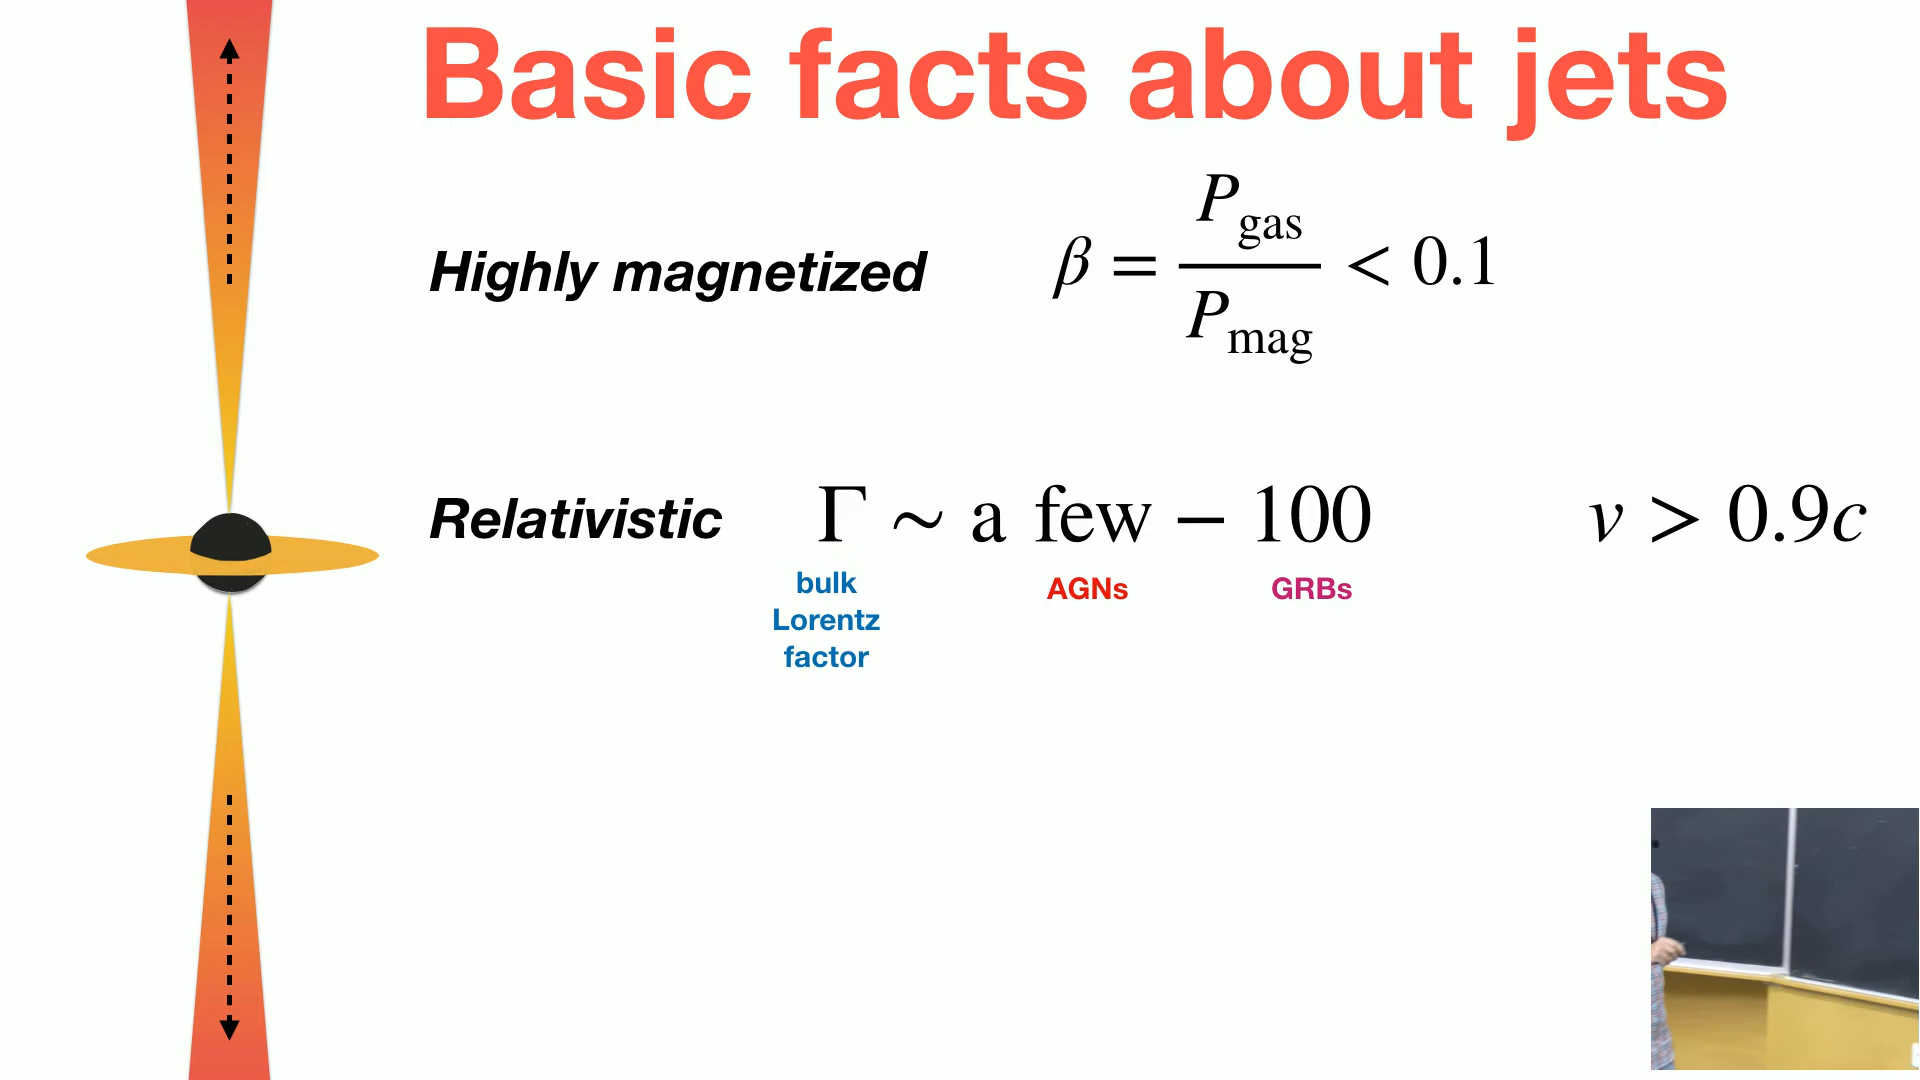 Basic facts about jets
Highly magnetized β = P_gas / P_mag < 0.1
Relativistic Γ ~ a few − 100 v > 0.9c
bulk Lorentz factor
AGNs
GRBs